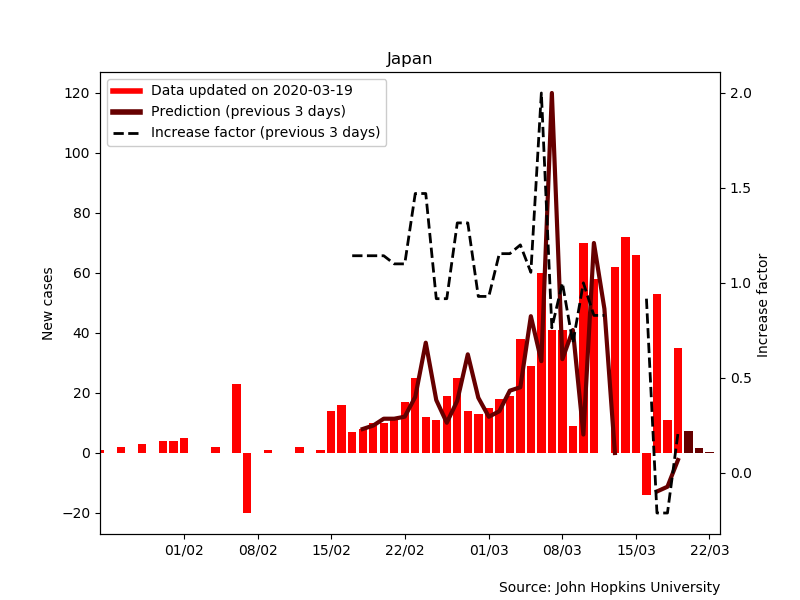 Japan
Data updated on 2020-03-19
Prediction (previous 3 days)
Increase factor (previous 3 days)
New cases
120
100
80
60
40
20
0
−20
Increase factor
2.0
1.5
1.0
0.5
0.0
01/02 08/02 15/02 22/02 01/03 08/03 15/03 22/03
Source: John Hopkins University